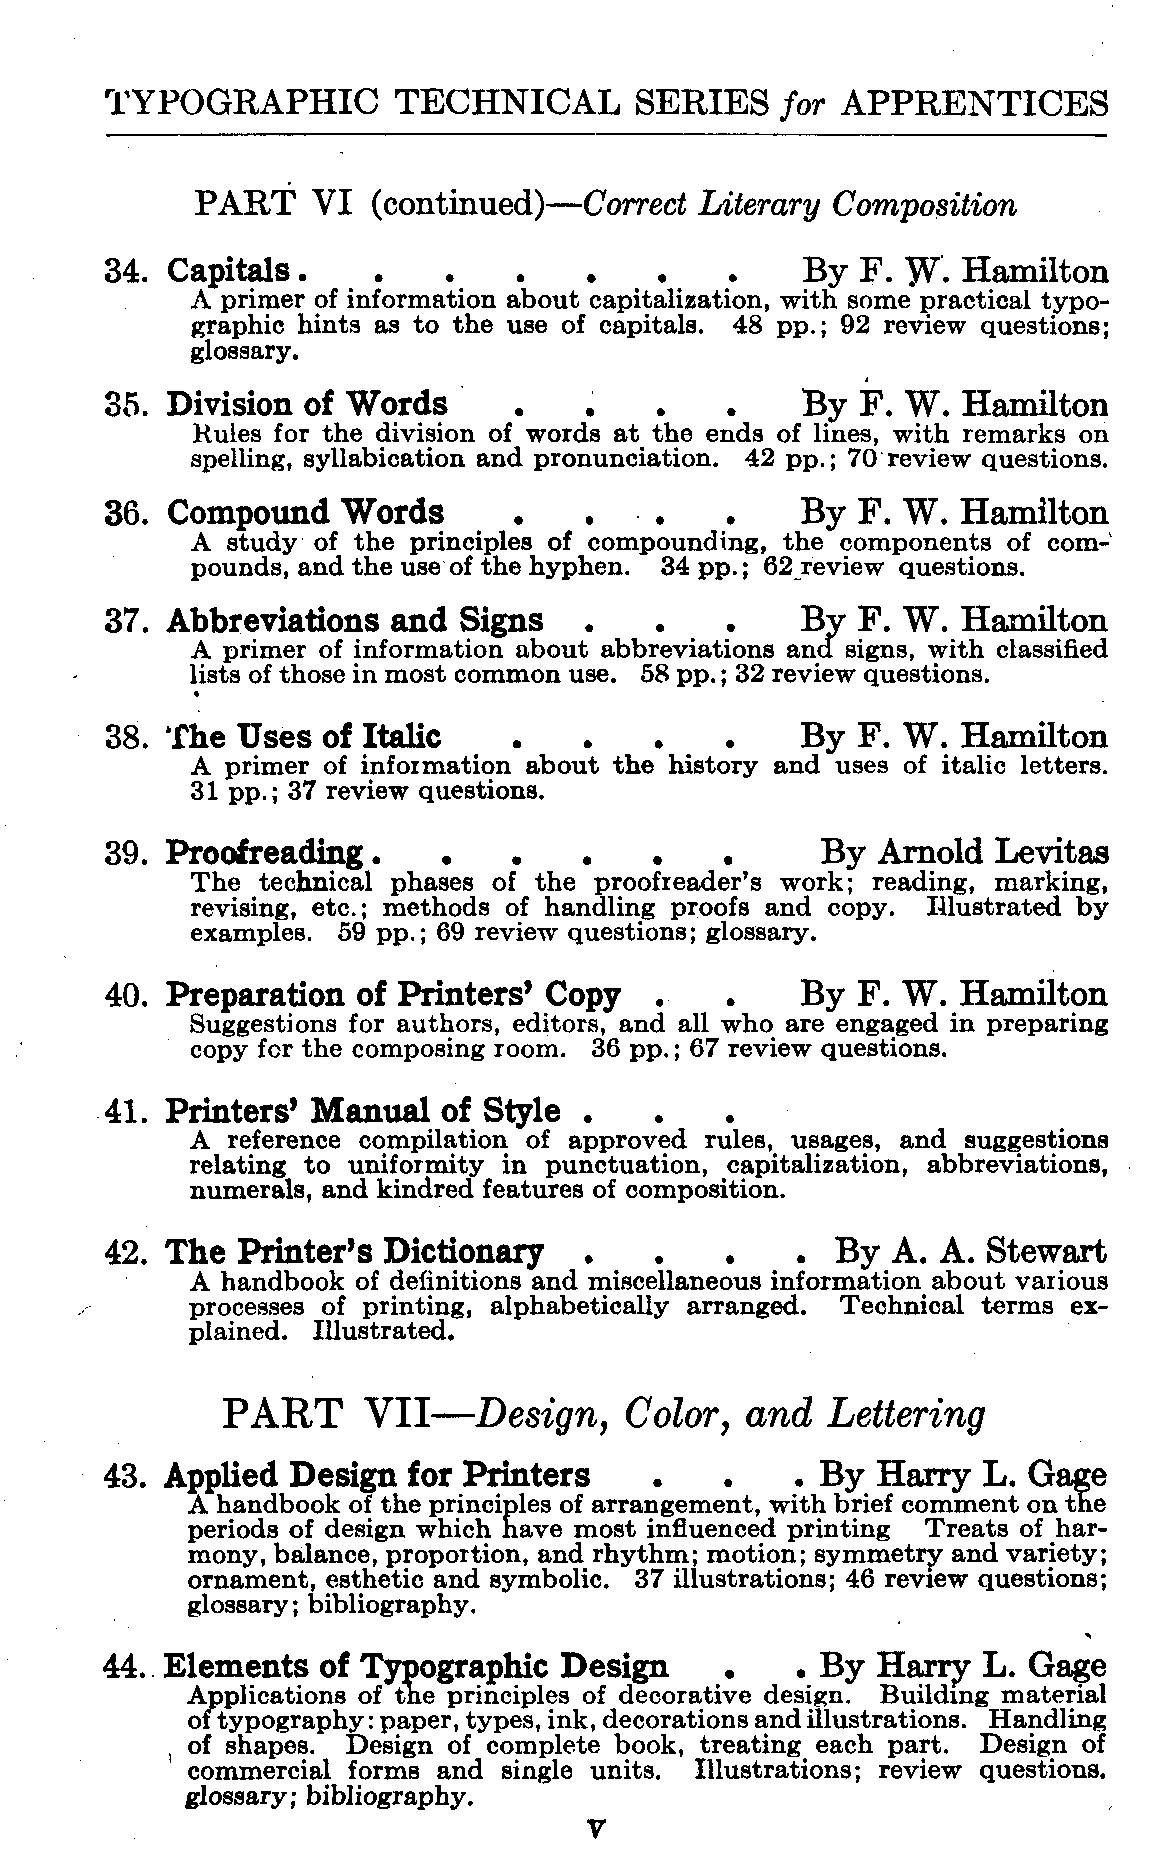 TYPOGRAPHIC TECHNICAL SERIES for APPRENTICES
PART VI (continued)—Correct Literary Composition
34. Capitals . . . . . . . By F. W. Hamilton
A primer of information about capitalization, with some practical typo-
graphic hints as to the use of capitals. 48 pp.; 92 review questions;
glossary.
35. Division of Words . . . . By F. W. Hamilton
Rules for the division of words at the ends of lines, with remarks on
spelling, syllabication and pronunciation. 42 pp.; 70 review questions.
36. Compound Words . . . . By F. W. Hamilton
A study of the principles of compounding, the components of com-
pounds, and the use of the hyphen. 34 pp.; 62 review questions.
37. Abbreviations and Signs . . . By F. W. Hamilton
A primer of information about abbreviations and signs, with classified
lists of those in most common use. 58 pp.; 32 review questions.
38. The Uses of Italic . . . . By F. W. Hamilton
A primer of information about the history and uses of italic letters.
31 pp.; 37 review questions.
39. Proofreading . . . . . . By Arnold Levitas
The technical phases of the proofreader's work; reading, marking,
revising, etc.; methods of handling proofs and copy. Illustrated by
examples. 59 pp.; 69 review questions; glossary.
40. Preparation of Printers' Copy . . By F. W. Hamilton
Suggestions for authors, editors, and all who are engaged in preparing
copy for the composing room. 36 pp.; 67 review questions.
41. Printers' Manual of Style . . .
A reference compilation of approved rules, usages, and suggestions
relating to uniformity in punctuation, capitalization, abbreviations,
numerals, and kindred features of composition.
42. The Printer's Dictionary . . . . By A. A. Stewart
A handbook of definitions and miscellaneous information about various
processes of printing, alphabetically arranged. Technical terms ex-
plained. Illustrated.
PART VII—Design, Color, and Lettering
43. Applied Design for Printers . . . By Harry L. Gage
A handbook of the principles of arrangement, with brief comment on the
periods of design which have most influenced printing Treats of har-
mony, balance, proportion, and rhythm; motion; symmetry and variety;
ornament, esthetic and symbolic. 37 illustrations; 46 review questions;
glossary; bibliography.
44. Elements of Typographic Design . . By Harry L. Gage
Applications of the principles of decorative design. Building material
of typography: paper, types, ink, decorations and illustrations. Handling
of shapes. Design of complete book, treating each part. Design of
commercial forms and single units. Illustrations; review questions.
glossary; bibliography.
V